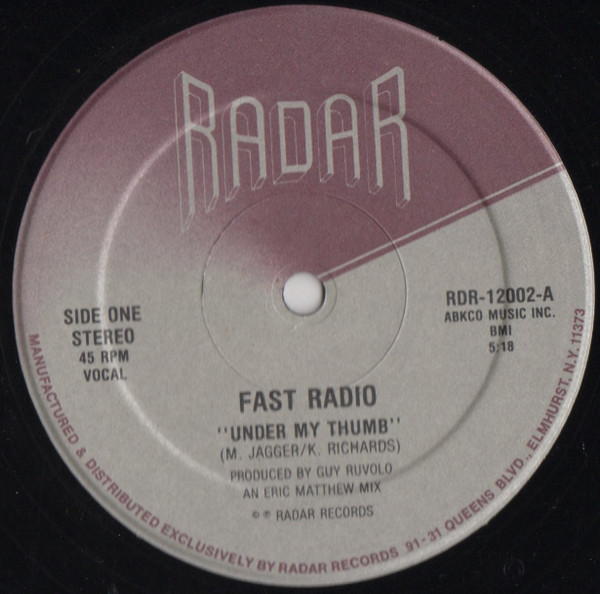 RADAR
SIDE ONE
STEREO
45 RPM
VOCAL
RDR-12002-A
ABKCO MUSIC INC.
BMI
5:18
FAST RADIO
"UNDER MY THUMB"
(M. JAGGER/K. RICHARDS)
PRODUCED BY GUY RUVOLO
AN ERIC MATTHEW MIX
© ℗ RADAR RECORDS
MANUFACTURED & DISTRIBUTED EXCLUSIVELY BY RADAR RECORDS 91-31 QUEENS BLVD., ELMHURST, N.Y. 11373